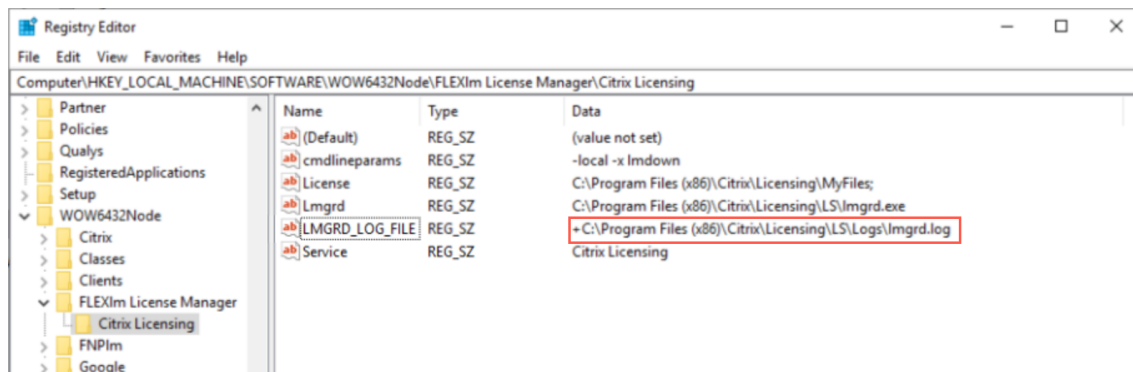 Registry Editor
File Edit View Favorites Help
Computer\HKEY_LOCAL_MACHINE\SOFTWARE\WOW6432Node\FLEXlm License Manager\Citrix Licensing
Partner
Policies
Qualys
RegisteredApplications
Setup
WOW6432Node
Citrix
Classes
Clients
FLEXlm License Manager
Citrix Licensing
FNPlm
Google
Name Type Data
(Default) REG_SZ (value not set)
cmdlineparams REG_SZ -local -x lmdown
License REG_SZ C:\Program Files (x86)\Citrix\Licensing\MyFiles;
Lmgrd REG_SZ C:\Program Files (x86)\Citrix\Licensing\LS\lmgrd.exe
LMGRD_LOG_FILE REG_SZ +C:\Program Files (x86)\Citrix\Licensing\LS\Logs\lmgrd.log
Service REG_SZ Citrix Licensing